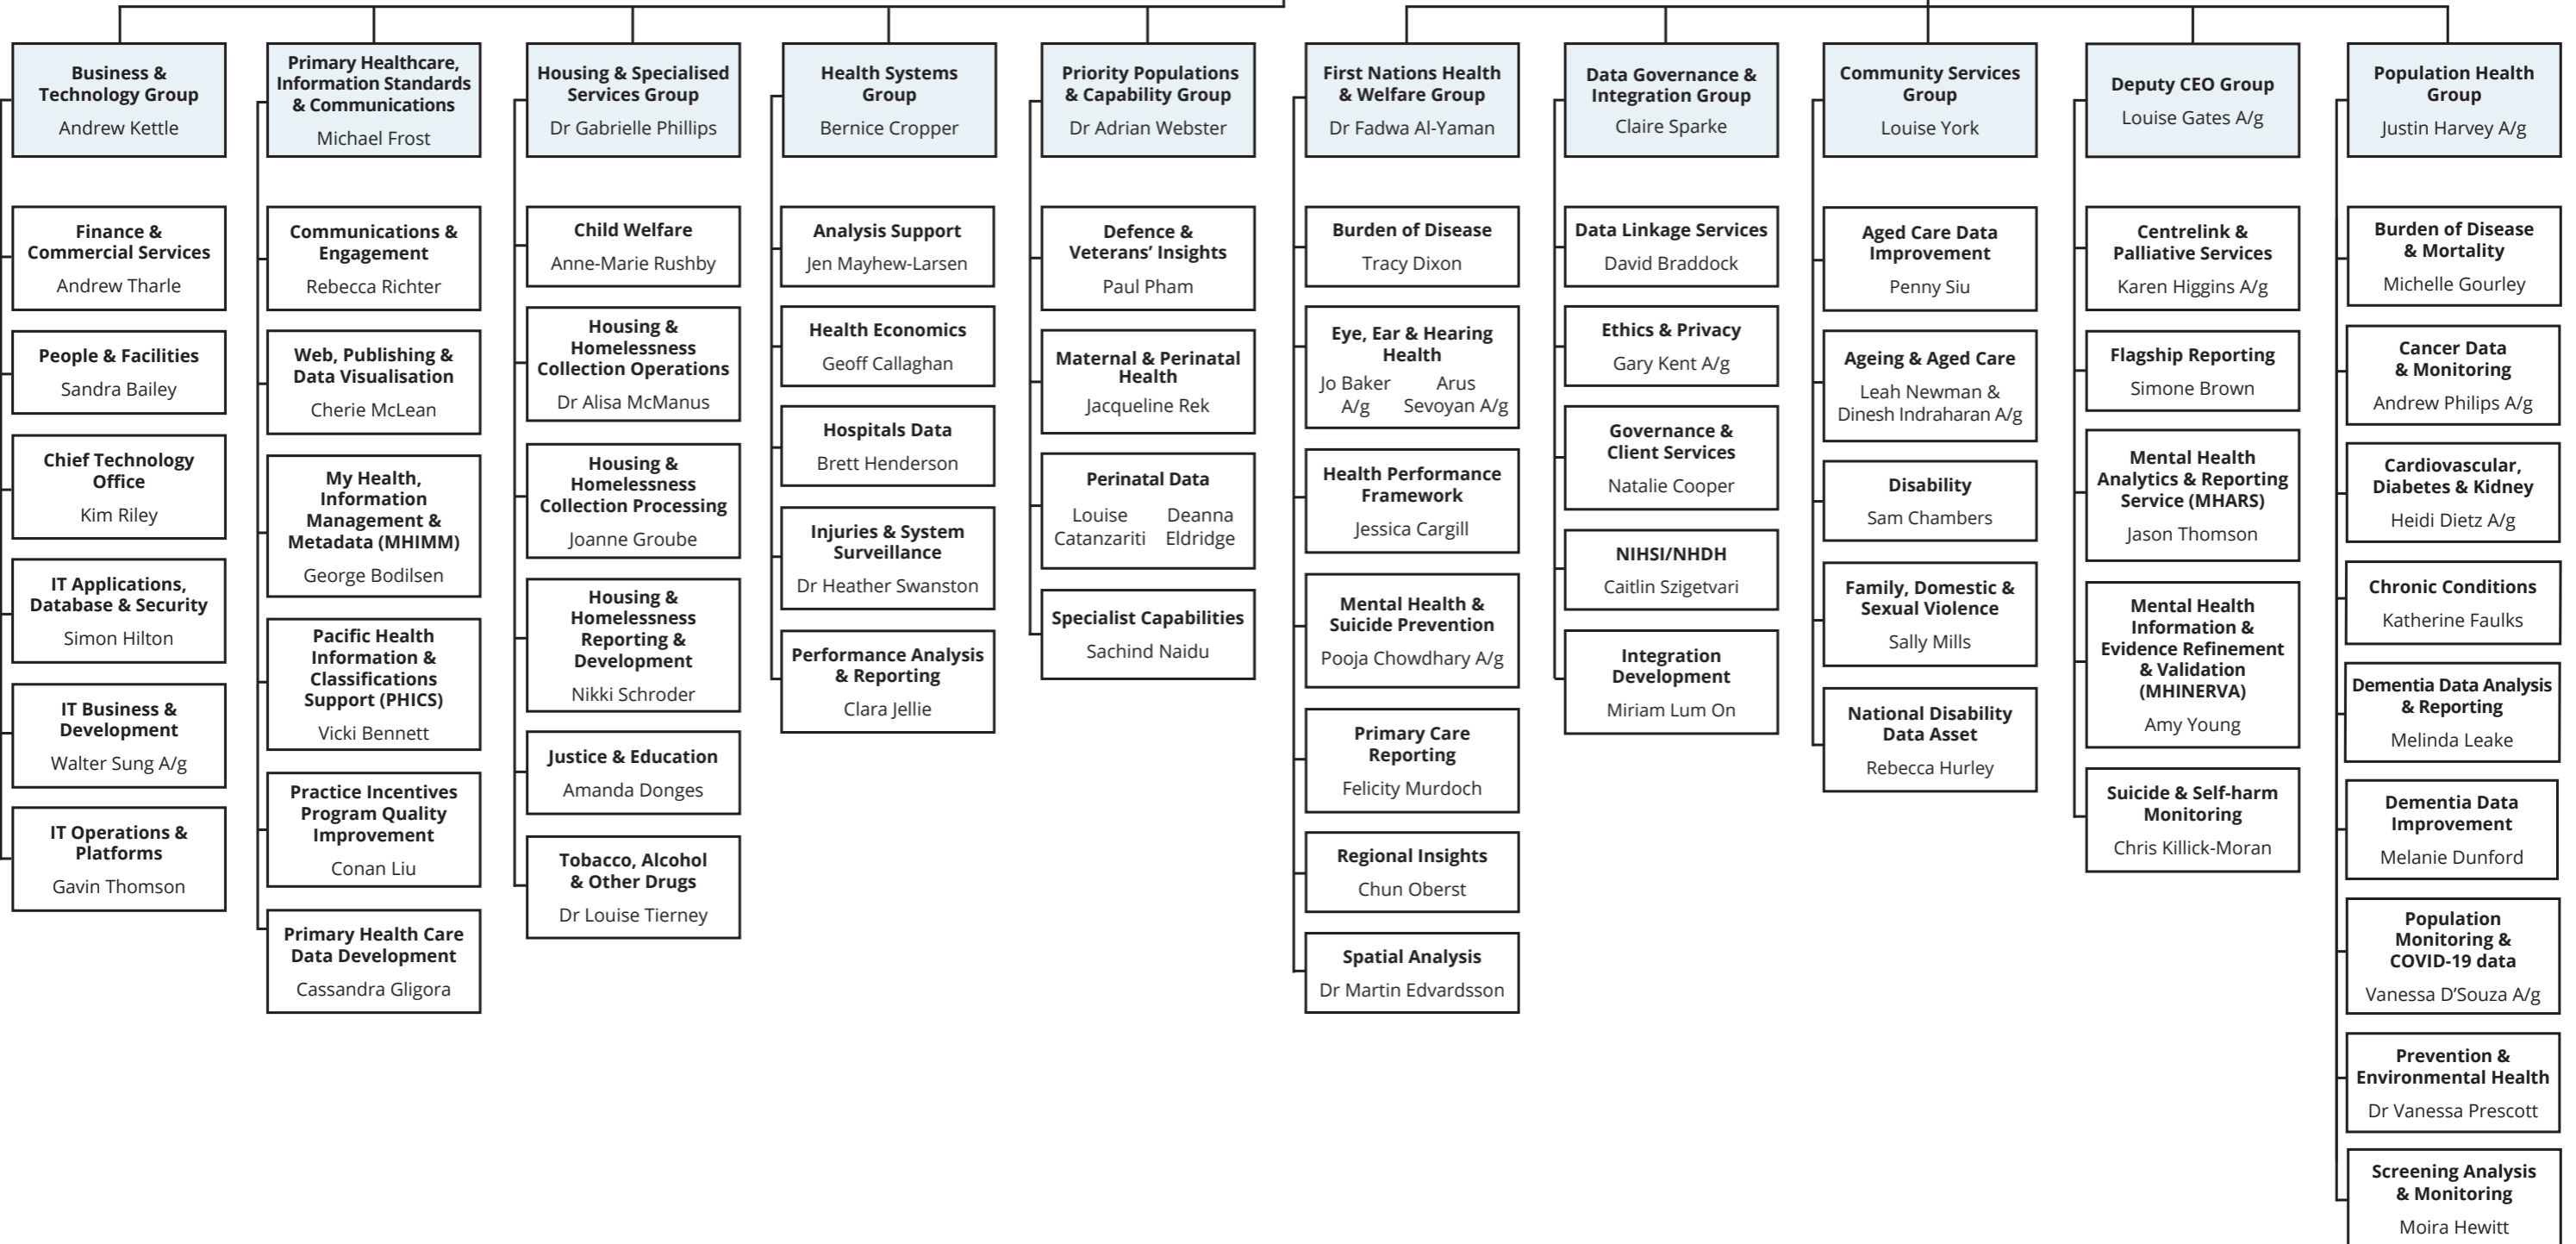 Business &
Technology Group
Andrew Kettle
Finance &
Commercial Services
Andrew Tharle
People & Facilities
Sandra Bailey
Chief Technology
Office
Kim Riley
IT Applications,
Database & Security
Simon Hilton
IT Business &
Development
Walter Sung A/g
IT Operations &
Platforms
Gavin Thomson
Primary Healthcare,
Information Standards
& Communications
Michael Frost
Communications &
Engagement
Rebecca Richter
Web, Publishing &
Data Visualisation
Cherie McLean
My Health,
Information
Management &
Metadata (MHIMM)
George Bodilsen
Pacific Health
Information &
Classifications
Support (PHICS)
Vicki Bennett
Practice Incentives
Program Quality
Improvement
Conan Liu
Primary Health Care
Data Development
Cassandra Gligora
Housing & Specialised
Services Group
Dr Gabrielle Phillips
Child Welfare
Anne-Marie Rushby
Housing &
Homelessness
Collection Operations
Dr Alisa McManus
Housing &
Homelessness
Collection Processing
Joanne Groube
Housing &
Homelessness
Reporting &
Development
Nikki Schroder
Justice & Education
Amanda Donges
Tobacco, Alcohol
& Other Drugs
Dr Louise Tierney
Health Systems
Group
Bernice Cropper
Analysis Support
Jen Mayhew-Larsen
Health Economics
Geoff Callaghan
Hospitals Data
Brett Henderson
Injuries & System
Surveillance
Dr Heather Swanston
Performance Analysis
& Reporting
Clara Jellie
Priority Populations
& Capability Group
Dr Adrian Webster
Defence &
Veterans’ Insights
Paul Pham
Maternal & Perinatal
Health
Jacqueline Rek
Perinatal Data
Louise
Catanzariti
Deanna
Eldridge
Specialist Capabilities
Sachind Naidu
First Nations Health
& Welfare Group
Dr Fadwa Al-Yaman
Burden of Disease
Tracy Dixon
Eye, Ear & Hearing
Health
Jo Baker
A/g
Arus
Sevoyan A/g
Health Performance
Framework
Jessica Cargill
Mental Health &
Suicide Prevention
Pooja Chowdhary A/g
Primary Care
Reporting
Felicity Murdoch
Regional Insights
Chun Oberst
Spatial Analysis
Dr Martin Edvardsson
Data Governance &
Integration Group
Claire Sparke
Data Linkage Services
David Braddock
Ethics & Privacy
Gary Kent A/g
Governance &
Client Services
Natalie Cooper
NIHSI/NHDH
Caitlin Szigetvari
Integration
Development
Miriam Lum On
Community Services
Group
Louise York
Aged Care Data
Improvement
Penny Siu
Ageing & Aged Care
Leah Newman &
Dinesh Indraharan A/g
Disability
Sam Chambers
Family, Domestic &
Sexual Violence
Sally Mills
National Disability
Data Asset
Rebecca Hurley
Deputy CEO Group
Louise Gates A/g
Centrelink &
Palliative Services
Karen Higgins A/g
Flagship Reporting
Simone Brown
Mental Health
Analytics & Reporting
Service (MHARS)
Jason Thomson
Mental Health
Information &
Evidence Refinement
& Validation
(MHINERVA)
Amy Young
Suicide & Self-harm
Monitoring
Chris Killick-Moran
Population Health
Group
Justin Harvey A/g
Burden of Disease
& Mortality
Michelle Gourley
Cancer Data
& Monitoring
Andrew Philips A/g
Cardiovascular,
Diabetes & Kidney
Heidi Dietz A/g
Chronic Conditions
Katherine Faulks
Dementia Data Analysis
& Reporting
Melinda Leake
Dementia Data
Improvement
Melanie Dunford
Population
Monitoring &
COVID-19 data
Vanessa D’Souza A/g
Prevention &
Environmental Health
Dr Vanessa Prescott
Screening Analysis
& Monitoring
Moira Hewitt